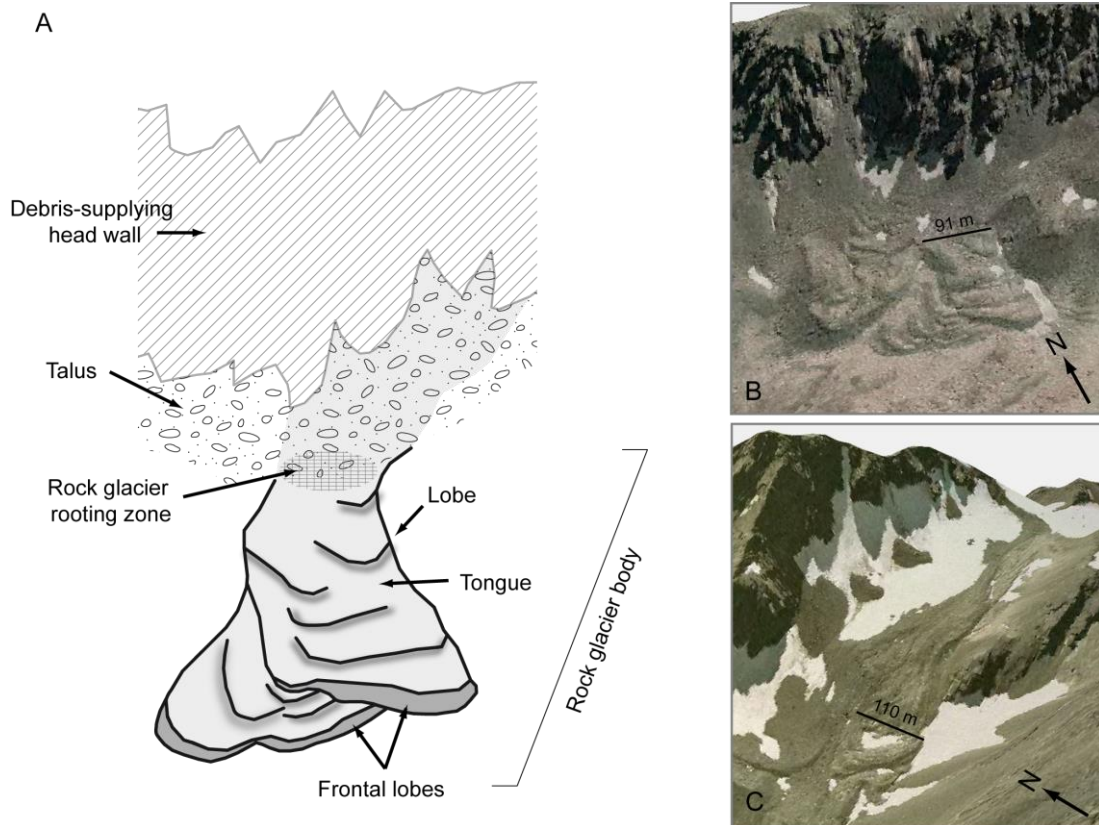 A
Debris-supplying
head wall
Talus
Rock glacier
rooting zone
Lobe
Tongue
Rock glacier body
Frontal lobes
91 m
N
B
110 m
N
C